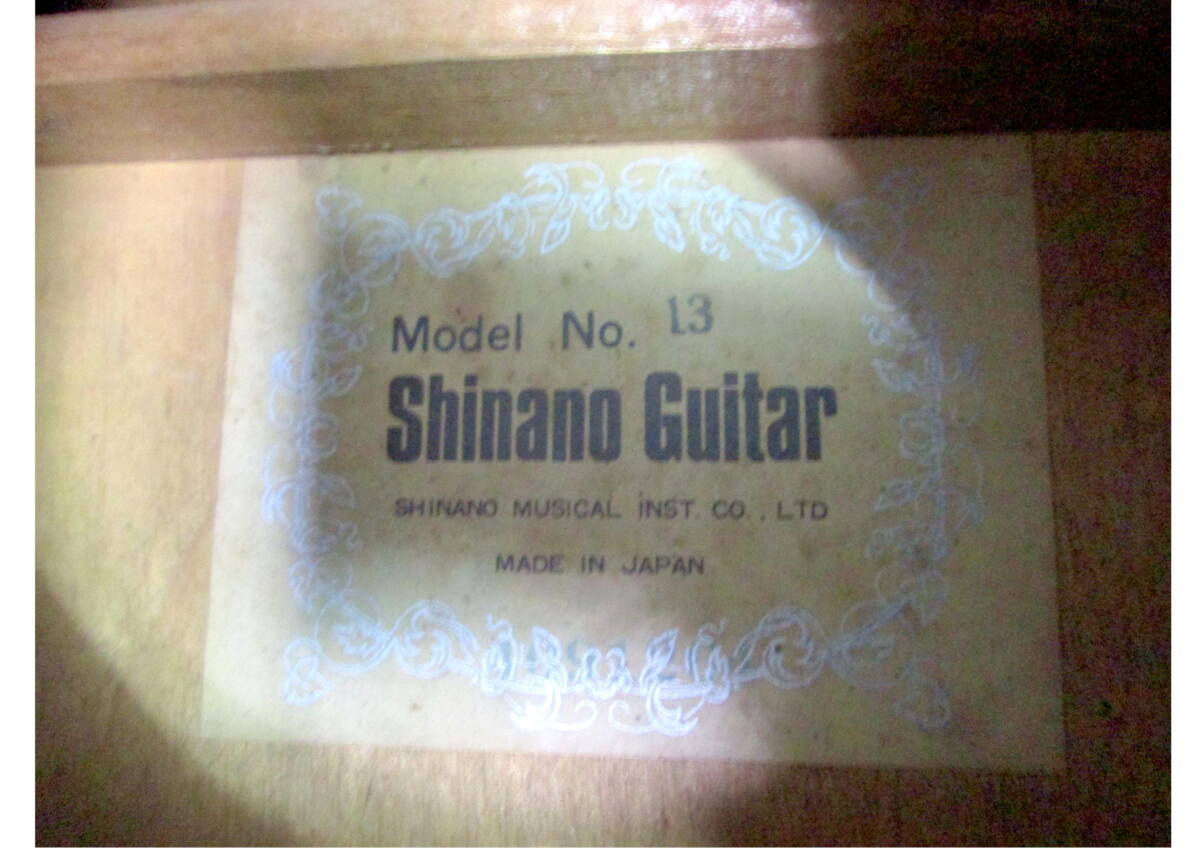 Model No. 13
Shinano Guitar
SHINANO MUSICAL INST. CO., LTD
MADE IN JAPAN